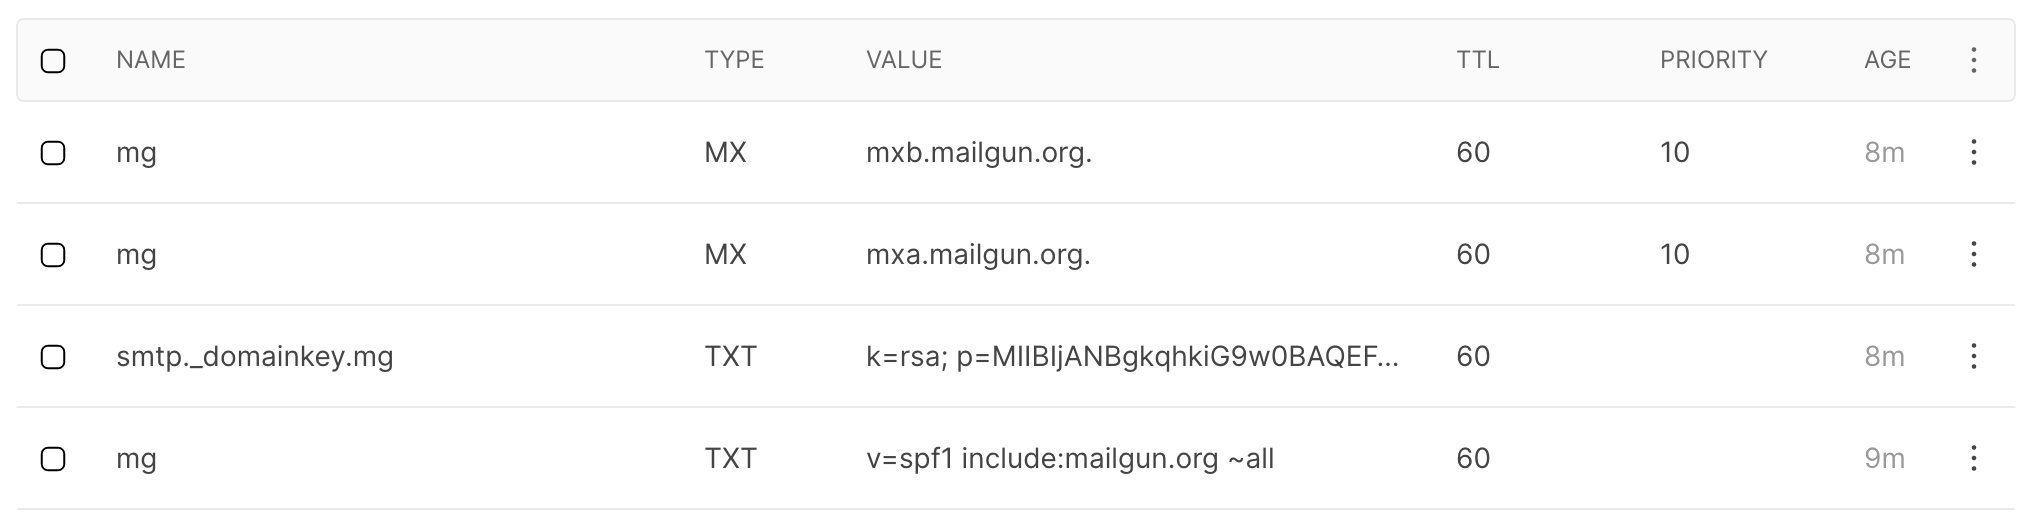 NAME TYPE VALUE TTL PRIORITY AGE
mg MX mxb.mailgun.org. 60 10 8m
mg MX mxa.mailgun.org. 60 10 8m
smtp._domainkey.mg TXT k=rsa; p=MIIBIjANBgkqhkiG9w0BAQEF... 60 8m
mg TXT v=spf1 include:mailgun.org ~all 60 9m